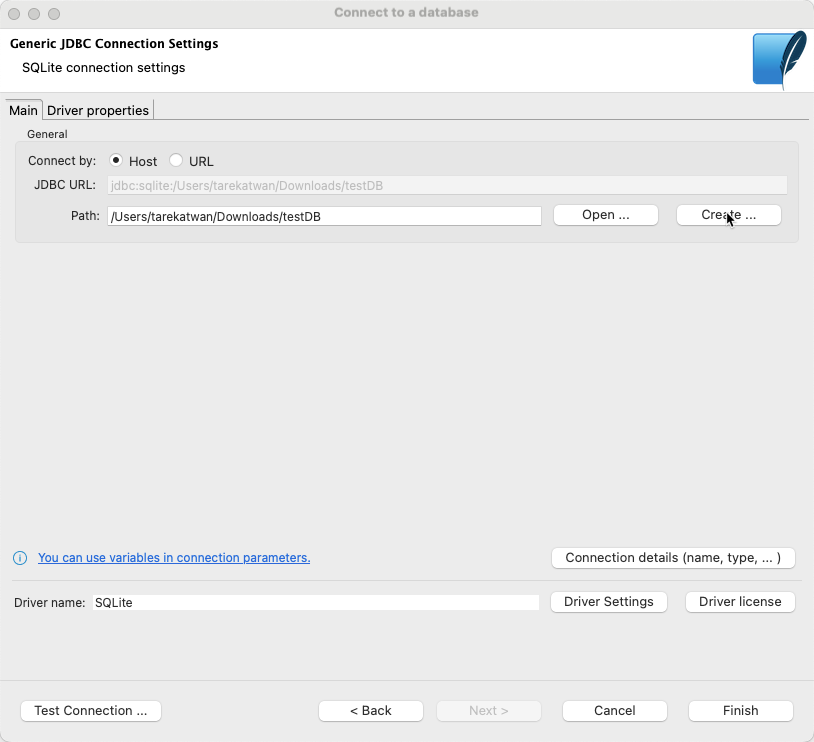 Connect to a database
Generic JDBC Connection Settings
SQLite connection settings
Main Driver properties
General
Connect by: Host URL
JDBC URL: jdbc:sqlite:/Users/tarekatwan/Downloads/testDB
Path: /Users/tarekatwan/Downloads/testDB Open ... Create ...
You can use variables in connection parameters. Connection details (name, type, ... )
Driver name: SQLite Driver Settings Driver license
Test Connection ... < Back Next > Cancel Finish